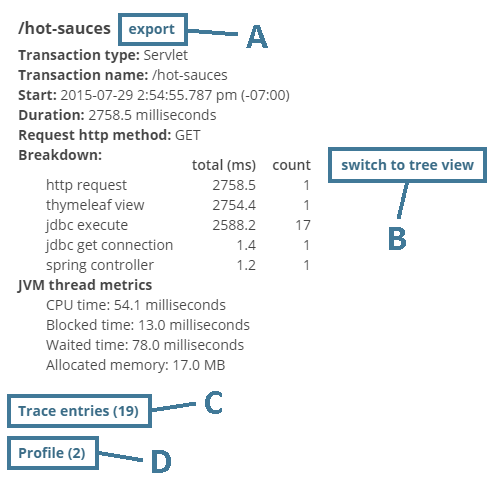 /hot-sauces export A
Transaction type: Servlet
Transaction name: /hot-sauces
Start: 2015-07-29 2:54:55.787 pm (-07:00)
Duration: 2758.5 milliseconds
Request http method: GET
Breakdown:
total (ms) count switch to tree view
http request 2758.5 1
thymeleaf view 2754.4 1
jdbc execute 2588.2 17
B
jdbc get connection 1.4 1
spring controller 1.2 1
JVM thread metrics
CPU time: 54.1 milliseconds
Blocked time: 13.0 milliseconds
Waited time: 78.0 milliseconds
Allocated memory: 17.0 MB
Trace entries (19) C
Profile (2) D